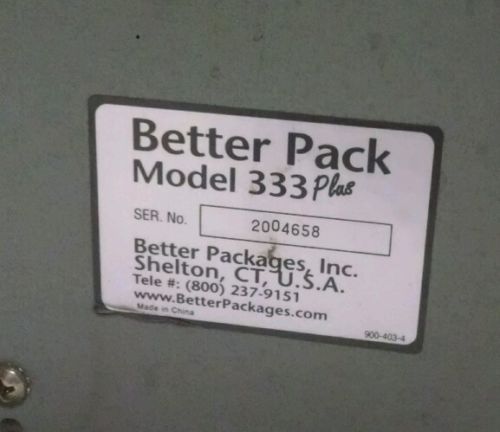 Better Pack
Model 333 Plus
SER. No. 2004658
Better Packages, Inc.
Shelton, CT, U.S.A.
Tele #: (800) 237-9151
www.BetterPackages.com
Made in China
900-403-4